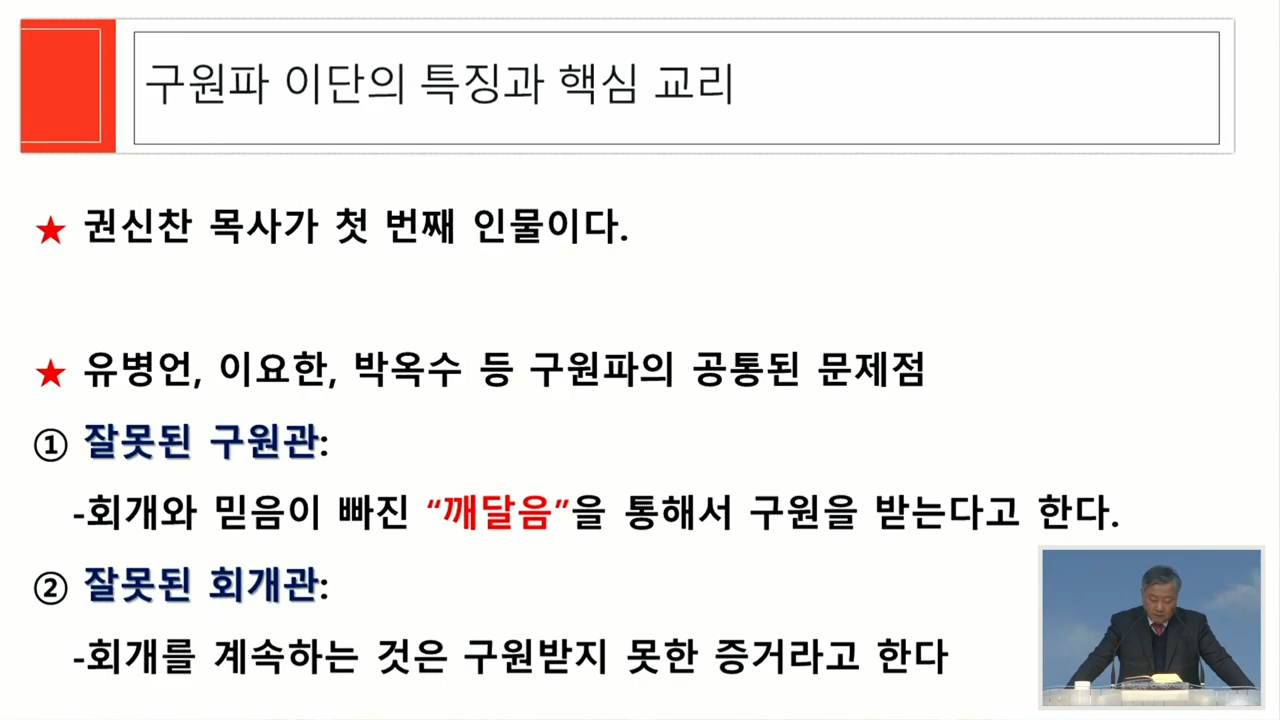 구원파 이단의 특징과 핵심 교리
★ 권신찬 목사가 첫 번째 인물이다.
★ 유병언, 이요한, 박옥수 등 구원파의 공통된 문제점
① 잘못된 구원관:
-회개와 믿음이 빠진 “깨달음”을 통해서 구원을 받는다고 한다.
② 잘못된 회개관:
-회개를 계속하는 것은 구원받지 못한 증거라고 한다